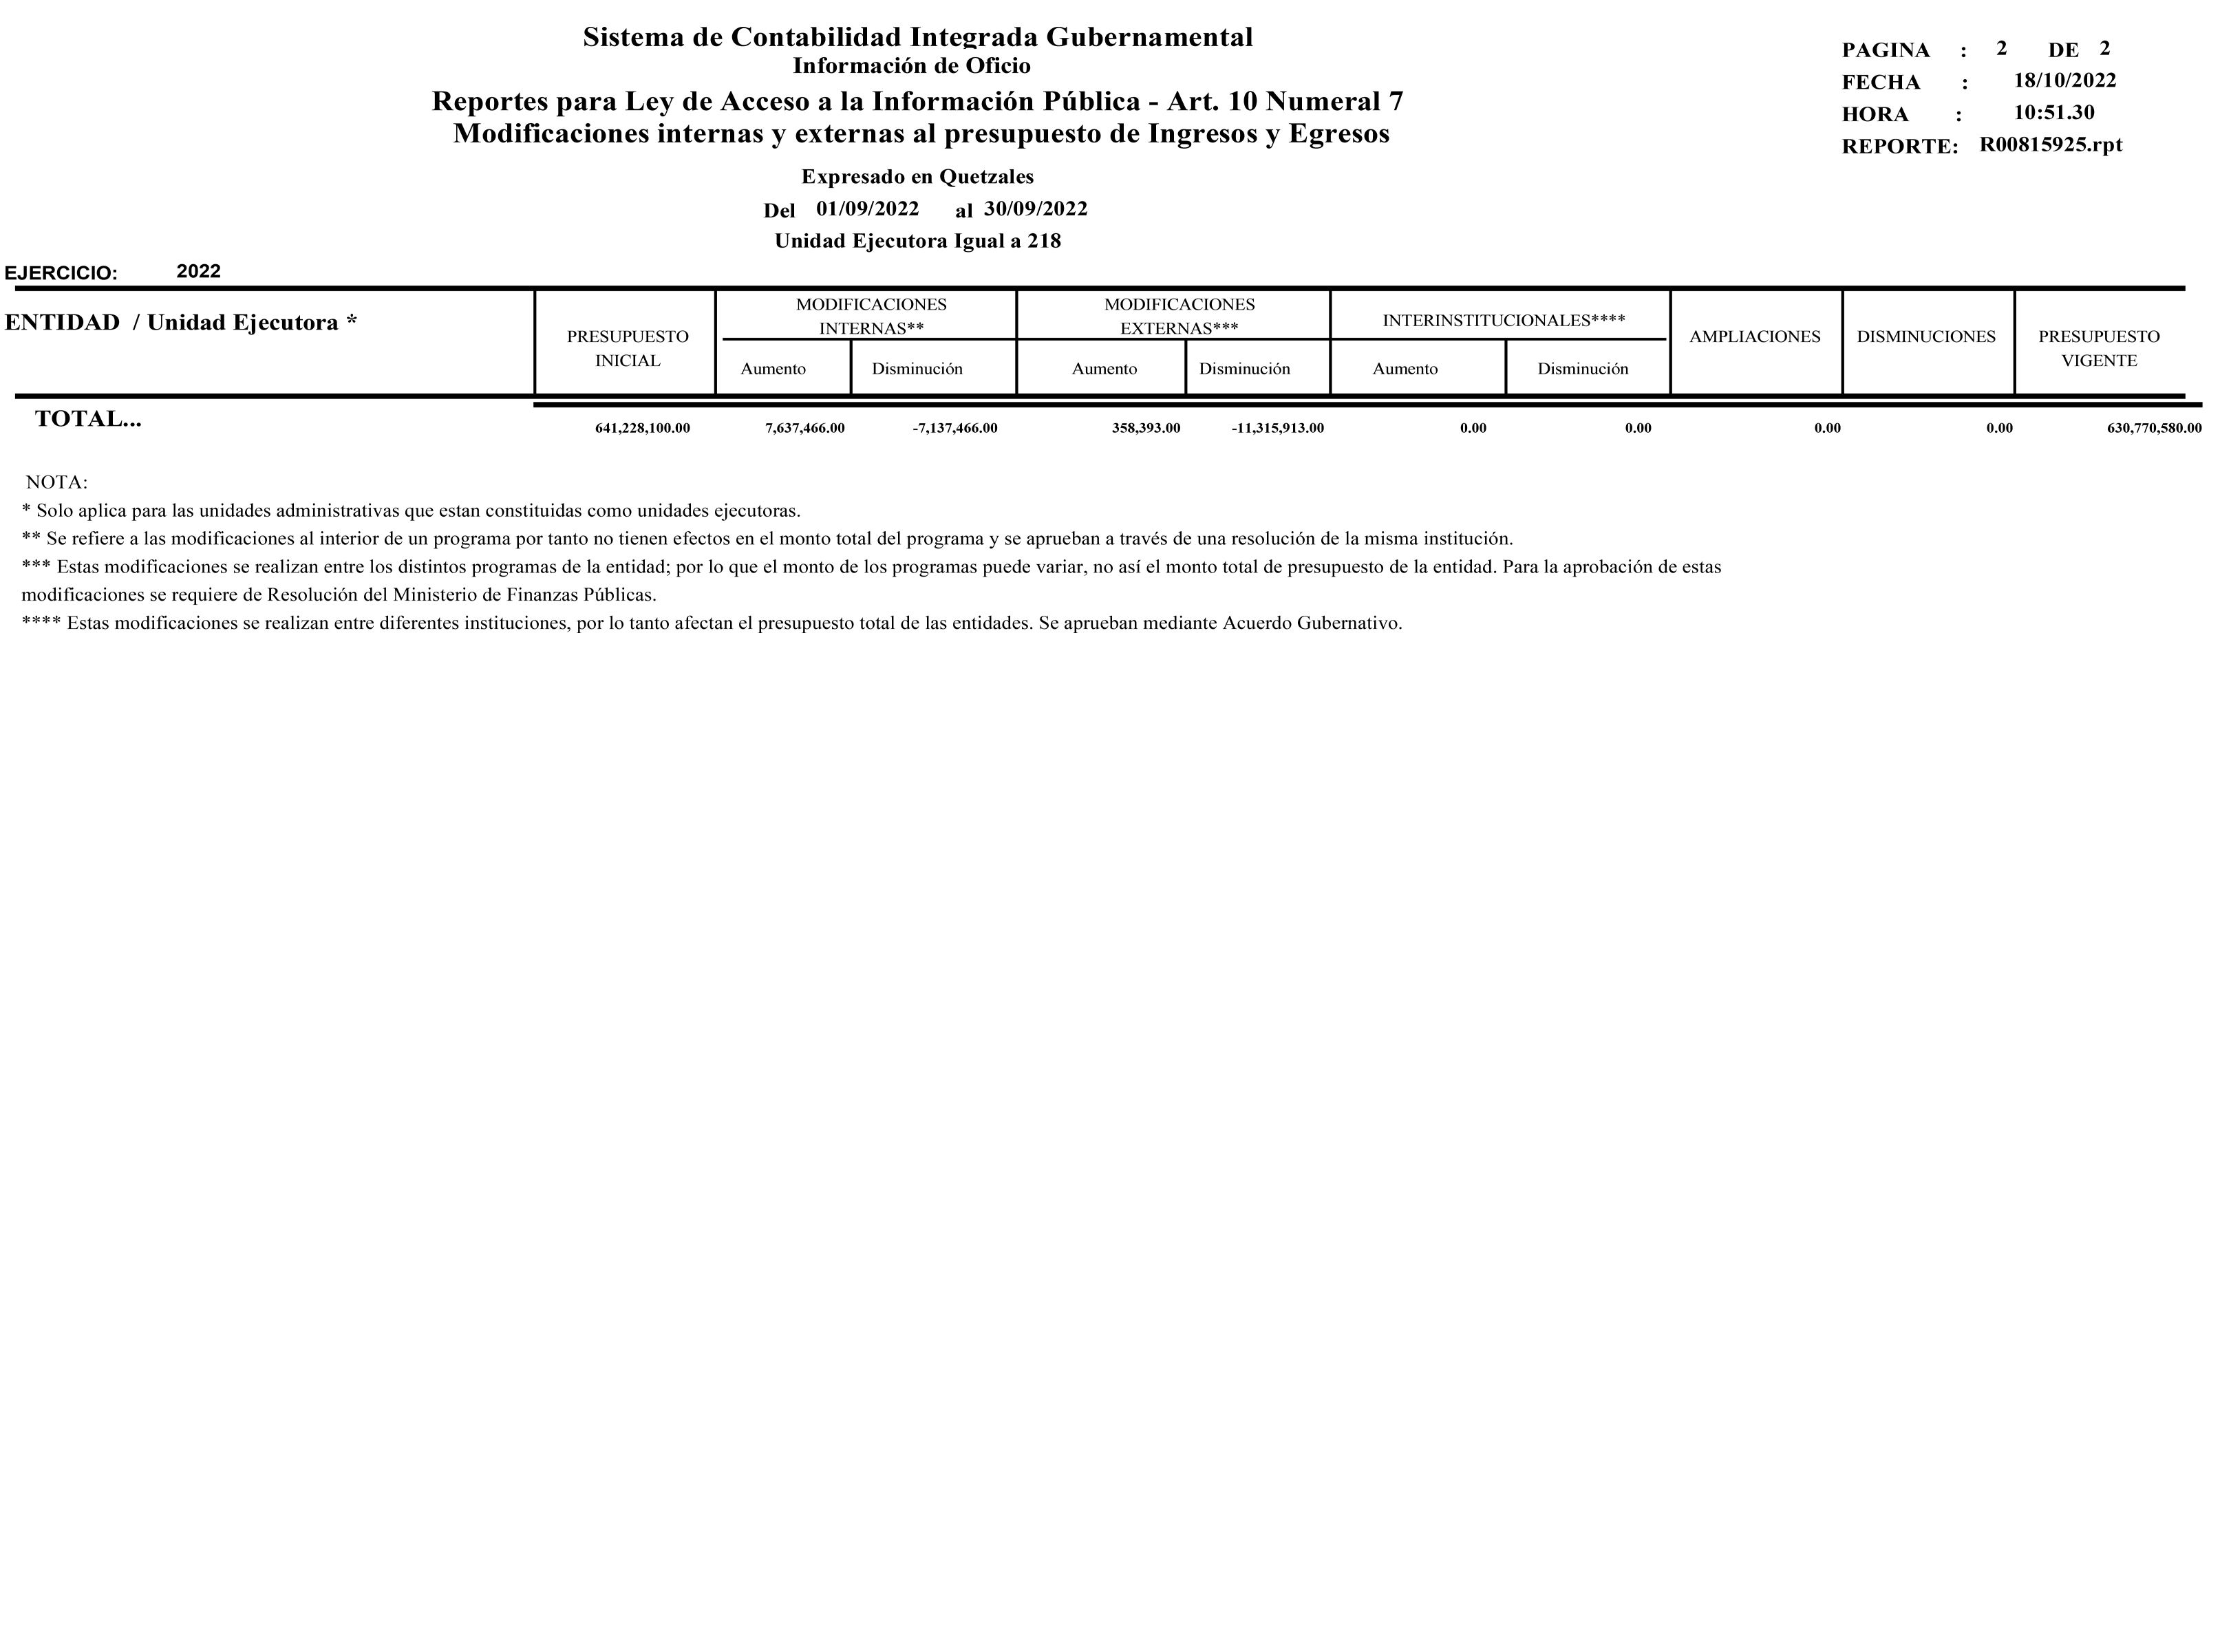 Sistema de Contabilidad Integrada Gubernamental
Información de Oficio
Reportes para Ley de Acceso a la Información Pública - Art. 10 Numeral 7
Modificaciones internas y externas al presupuesto de Ingresos y Egresos
Expresado en Quetzales
Del 01/09/2022 al 30/09/2022
Unidad Ejecutora Igual a 218
PAGINA : 2 DE 2
FECHA : 18/10/2022
HORA : 10:51.30
REPORTE: R00815925.rpt
EJERCICIO: 2022
ENTIDAD / Unidad Ejecutora *
PRESUPUESTO
INICIAL
MODIFICACIONES
INTERNAS**
Aumento Disminución
MODIFICACIONES
EXTERNAS***
Aumento Disminución
INTERINSTITUCIONALES****
Aumento Disminución
AMPLIACIONES
DISMINUCIONES
PRESUPUESTO
VIGENTE
TOTAL... 641,228,100.00 7,637,466.00 -7,137,466.00 358,393.00 -11,315,913.00 0.00 0.00 0.00 0.00 630,770,580.00
NOTA:
* Solo aplica para las unidades administrativas que estan constituidas como unidades ejecutoras.
** Se refiere a las modificaciones al interior de un programa por tanto no tienen efectos en el monto total del programa y se aprueban a través de una resolución de la misma institución.
*** Estas modificaciones se realizan entre los distintos programas de la entidad; por lo que el monto de los programas puede variar, no así el monto total de presupuesto de la entidad. Para la aprobación de estas
modificaciones se requiere de Resolución del Ministerio de Finanzas Públicas.
**** Estas modificaciones se realizan entre diferentes instituciones, por lo tanto afectan el presupuesto total de las entidades. Se aprueban mediante Acuerdo Gubernativo.